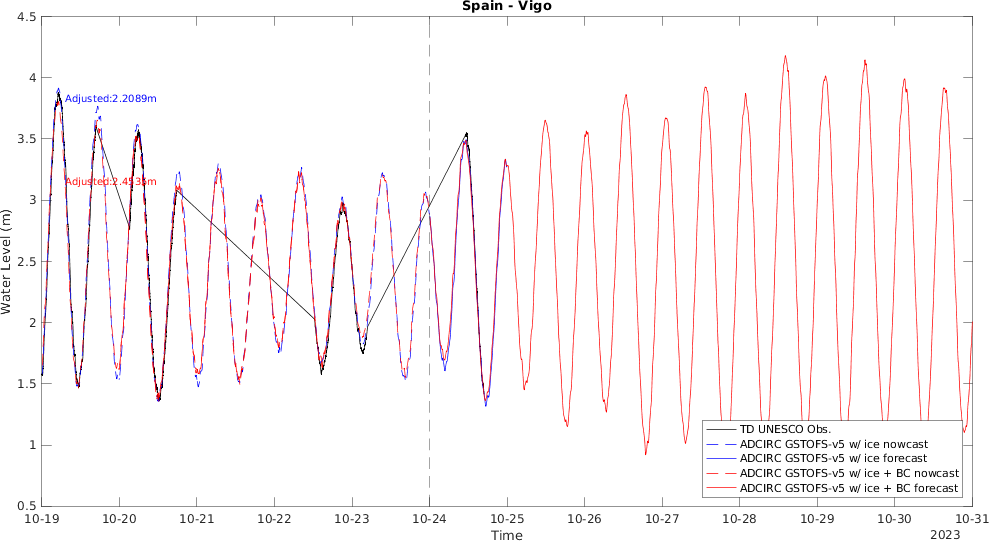 Spain - Vigo
4.5
4
3.5
3
2.5
2
1.5
1
0.5
Water Level (m)
Adjusted:2.2089m
Adjusted:2.4535m
TD UNESCO Obs.
ADCIRC GSTOFS-v5 w/ ice nowcast
ADCIRC GSTOFS-v5 w/ ice forecast
ADCIRC GSTOFS-v5 w/ ice + BC nowcast
ADCIRC GSTOFS-v5 w/ ice + BC forecast
10-19 10-20 10-21 10-22 10-23 10-24 10-25 10-26 10-27 10-28 10-29 10-30 10-31
Time
2023